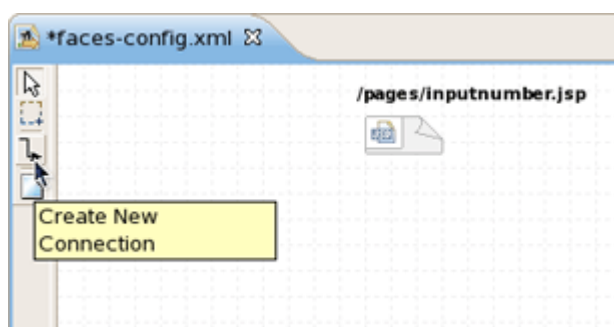 *faces-config.xml
/pages/inputnumber.jsp
Create New
Connection